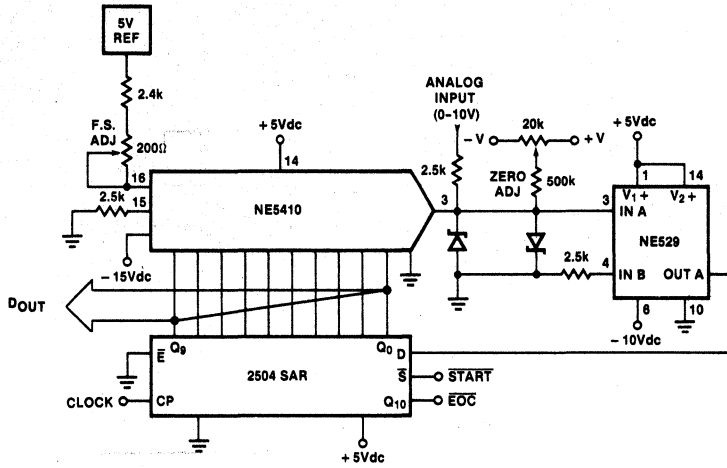 5V
REF
2.4k
F.S.
ADJ
200Ω
+5Vdc
14
16
15
2.5k
NE5410
-15Vdc
ANALOG
INPUT
(0-10V)
2.5k
20k
-V
+V
ZERO
ADJ
500k
3
+5Vdc
1
14
V1+
V2+
3
IN A
NE529
2.5k
4
IN B
OUT A
6
10
-10Vdc
DOUT
Q9
Q0
E̅
D
2504 SAR
S̅
S̅T̅A̅R̅T̅
CLOCK
CP
Q10
E̅O̅C̅
+5Vdc